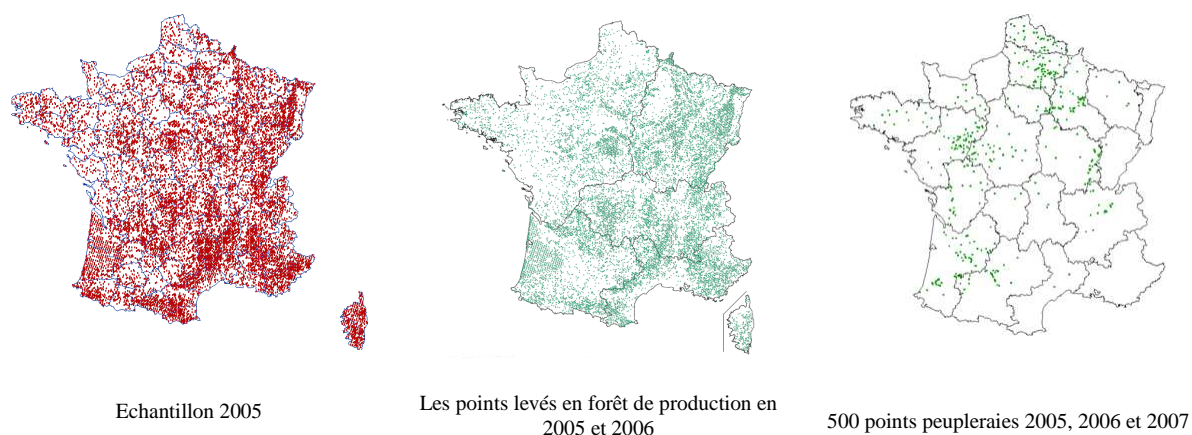 Echantillon 2005
Les points levés en forêt de production en
2005 et 2006
500 points peupleraies 2005, 2006 et 2007